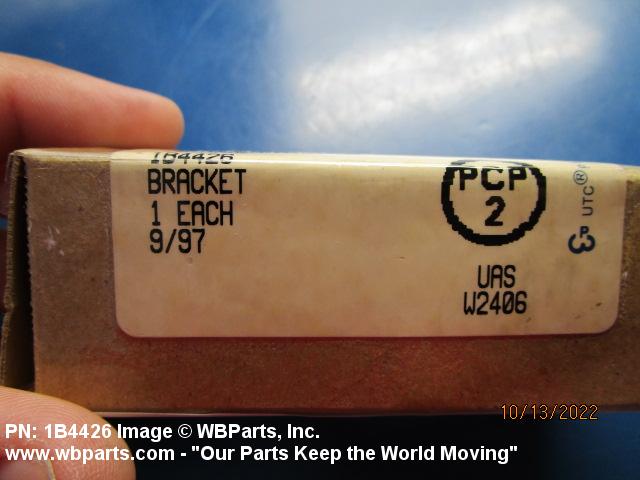 1B4426
BRACKET
1 EACH
9/97
PCP
2
UAS
W2406
UTC®
P3
10/13/2022
PN: 1B4426 Image © WBParts, Inc.
www.wbparts.com - "Our Parts Keep the World Moving"